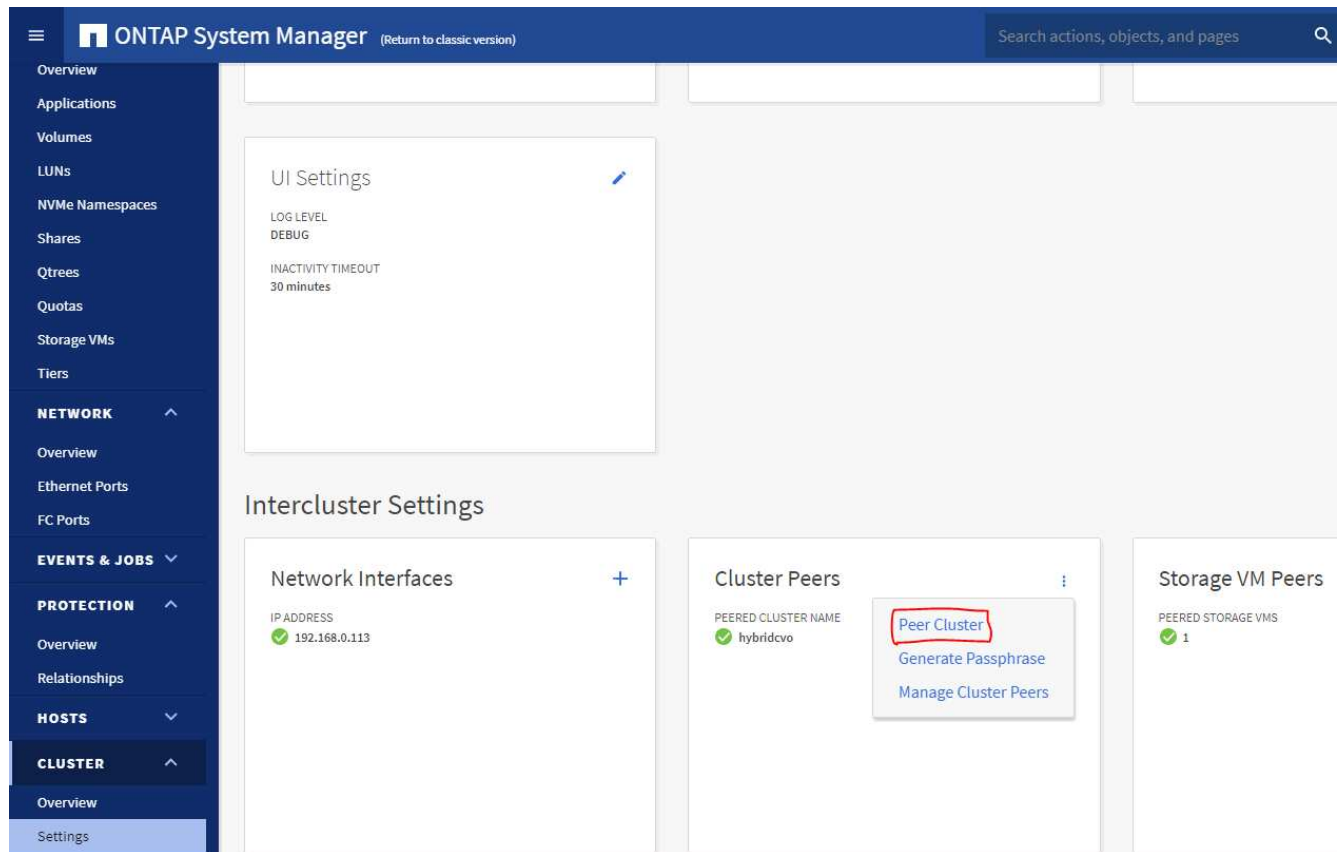 ONTAP System Manager (Return to classic version)
Search actions, objects, and pages
Overview
Applications
Volumes
LUNs
NVMe Namespaces
Shares
Qtrees
Quotas
Storage VMs
Tiers
NETWORK
Overview
Ethernet Ports
FC Ports
EVENTS & JOBS
PROTECTION
Overview
Relationships
HOSTS
CLUSTER
Overview
Settings
UI Settings
LOG LEVEL
DEBUG
INACTIVITY TIMEOUT
30 minutes
Intercluster Settings
Network Interfaces
IP ADDRESS
192.168.0.113
Cluster Peers
PEERED CLUSTER NAME
hybridcvo
Peer Cluster
Generate Passphrase
Manage Cluster Peers
Storage VM Peers
PEERED STORAGE VMS
1